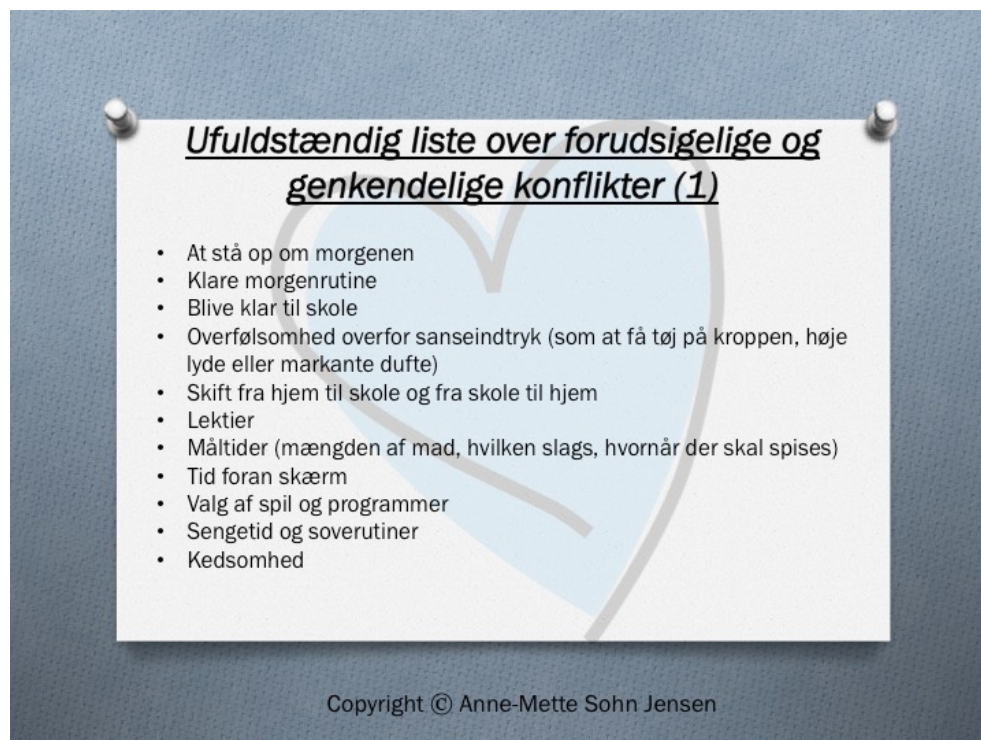 Ufuldstændig liste over forudsigelige og
genkendelige konflikter (1)
• At stå op om morgenen
• Klare morgenrutine
• Blive klar til skole
• Overfølsomhed overfor sanseindtryk (som at få tøj på kroppen, høje
lyde eller markante dufte)
• Skift fra hjem til skole og fra skole til hjem
• Lektier
• Måltider (mængden af mad, hvilken slags, hvornår der skal spises)
• Tid foran skærm
• Valg af spil og programmer
• Sengetid og soverutiner
• Kedsomhed
Copyright © Anne-Mette Sohn Jensen